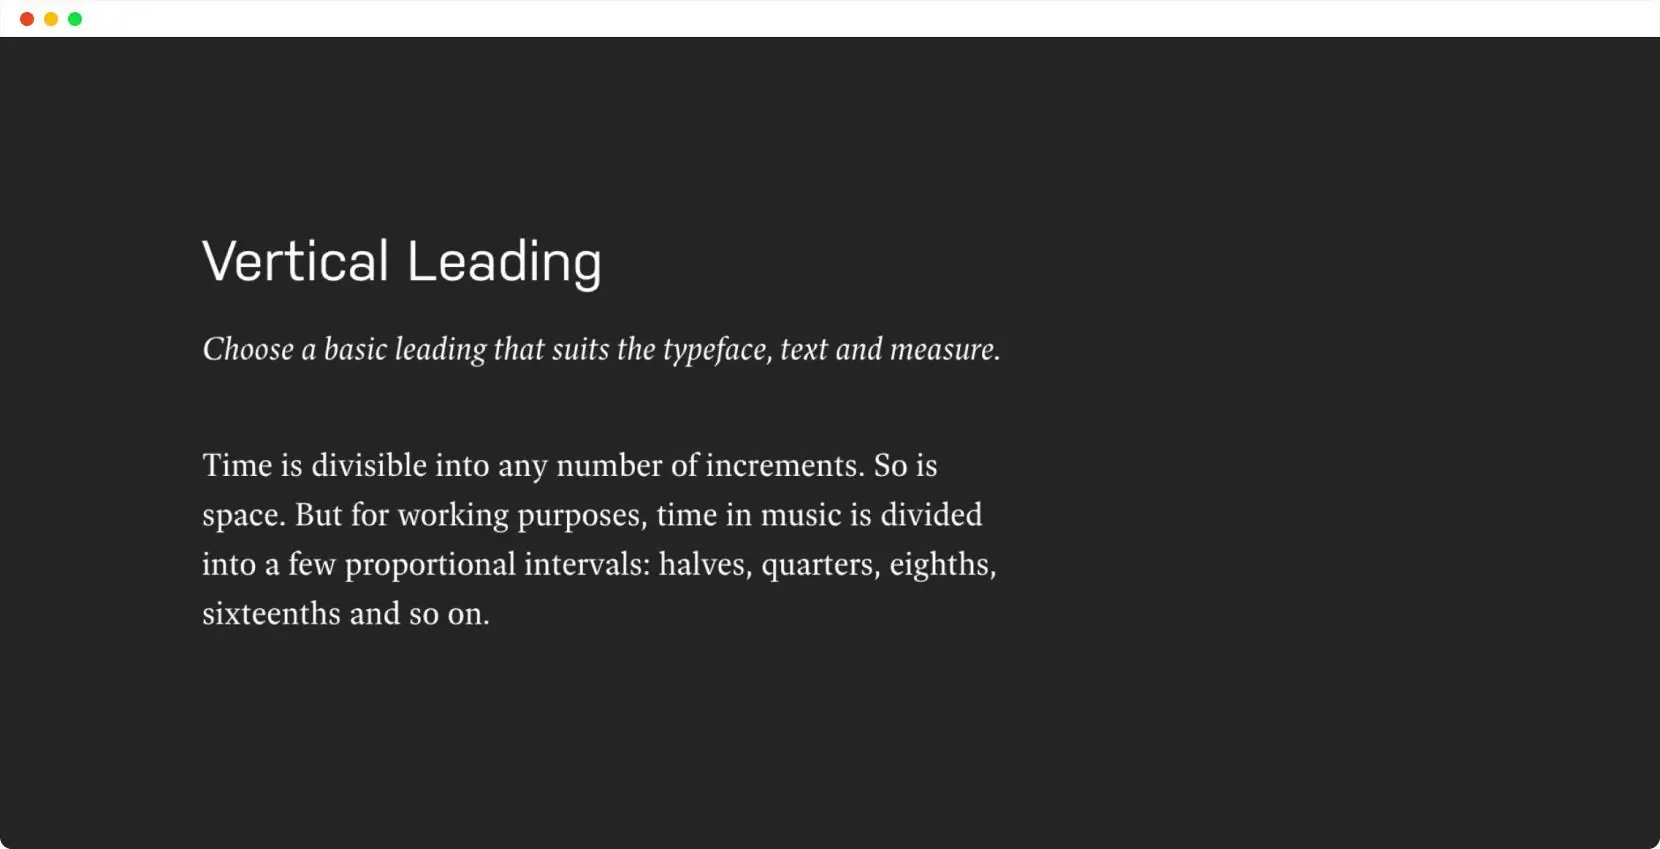 Vertical Leading
Choose a basic leading that suits the typeface, text and measure.
Time is divisible into any number of increments. So is
space. But for working purposes, time in music is divided
into a few proportional intervals: halves, quarters, eighths,
sixteenths and so on.